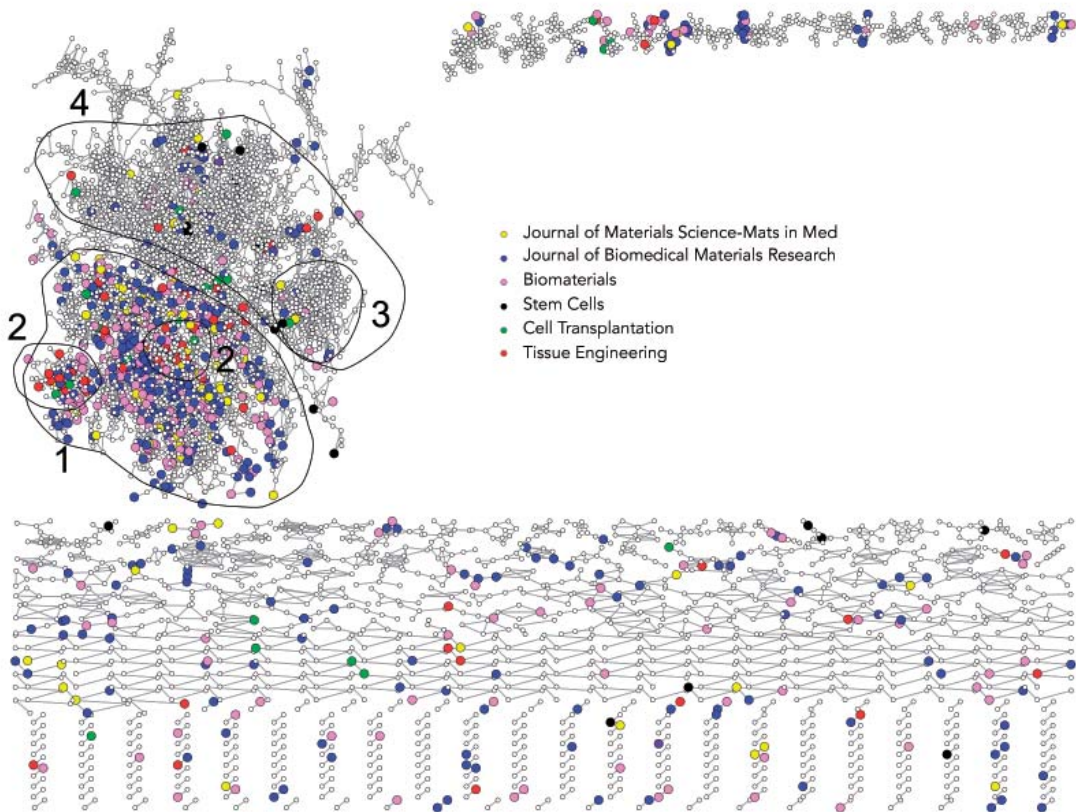 4
Journal of Materials Science-Mats in Med
Journal of Biomedical Materials Research
Biomaterials
Stem Cells
Cell Transplantation
Tissue Engineering
3
2
2
1